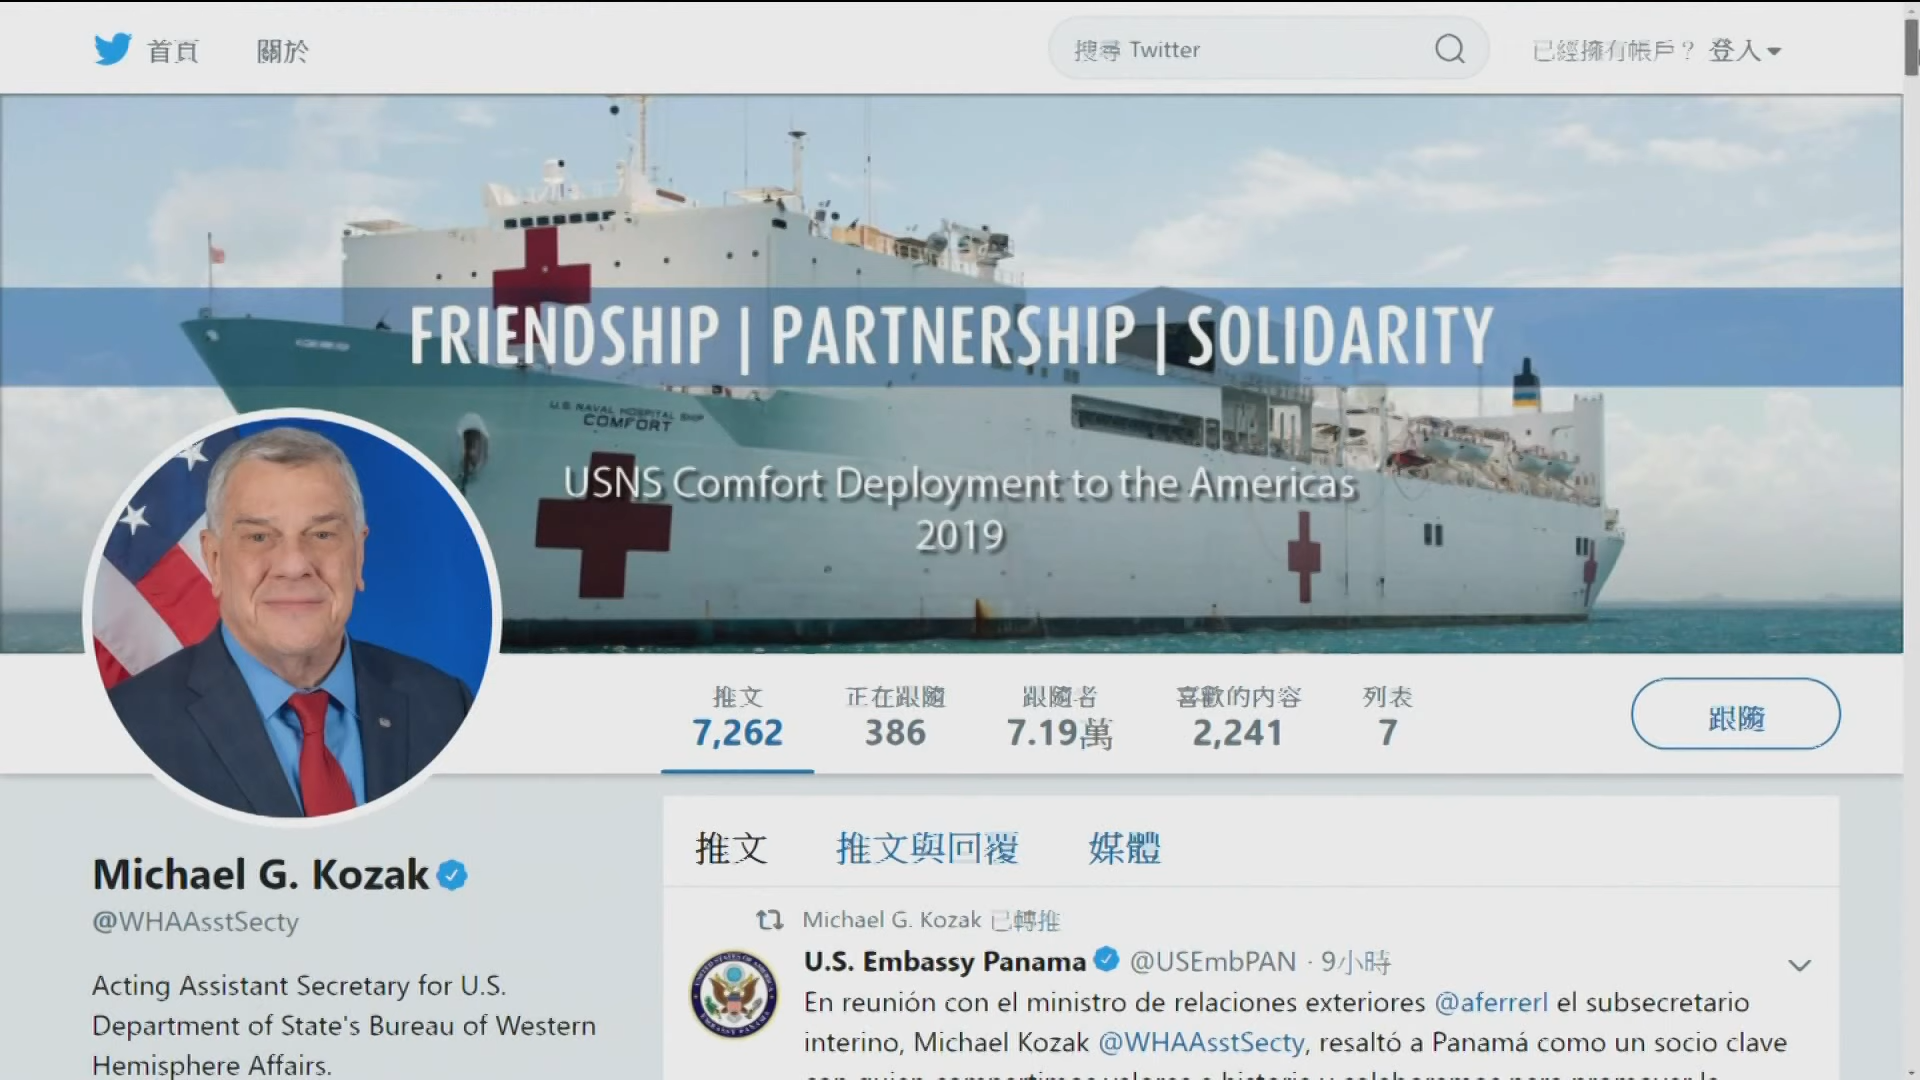 首頁 關於 搜尋 Twitter 已經擁有帳戶？ 登入
FRIENDSHIP | PARTNERSHIP | SOLIDARITY
U.S. NAVAL HOSPITAL SHIP
COMFORT
USNS Comfort Deployment to the Americas
2019
推文 正在跟隨 跟隨者 喜歡的內容 列表
7,262 386 7.19萬 2,241 7
跟隨
Michael G. Kozak
@WHAAsstSecty
Acting Assistant Secretary for U.S.
Department of State's Bureau of Western
Hemisphere Affairs.
推文 推文與回覆 媒體
Michael G. Kozak 已轉推
U.S. Embassy Panama @USEmbPAN · 9小時
En reunión con el ministro de relaciones exteriores @aferrerl el subsecretario
interino, Michael Kozak @WHAAsstSecty, resaltó a Panamá como un socio clave